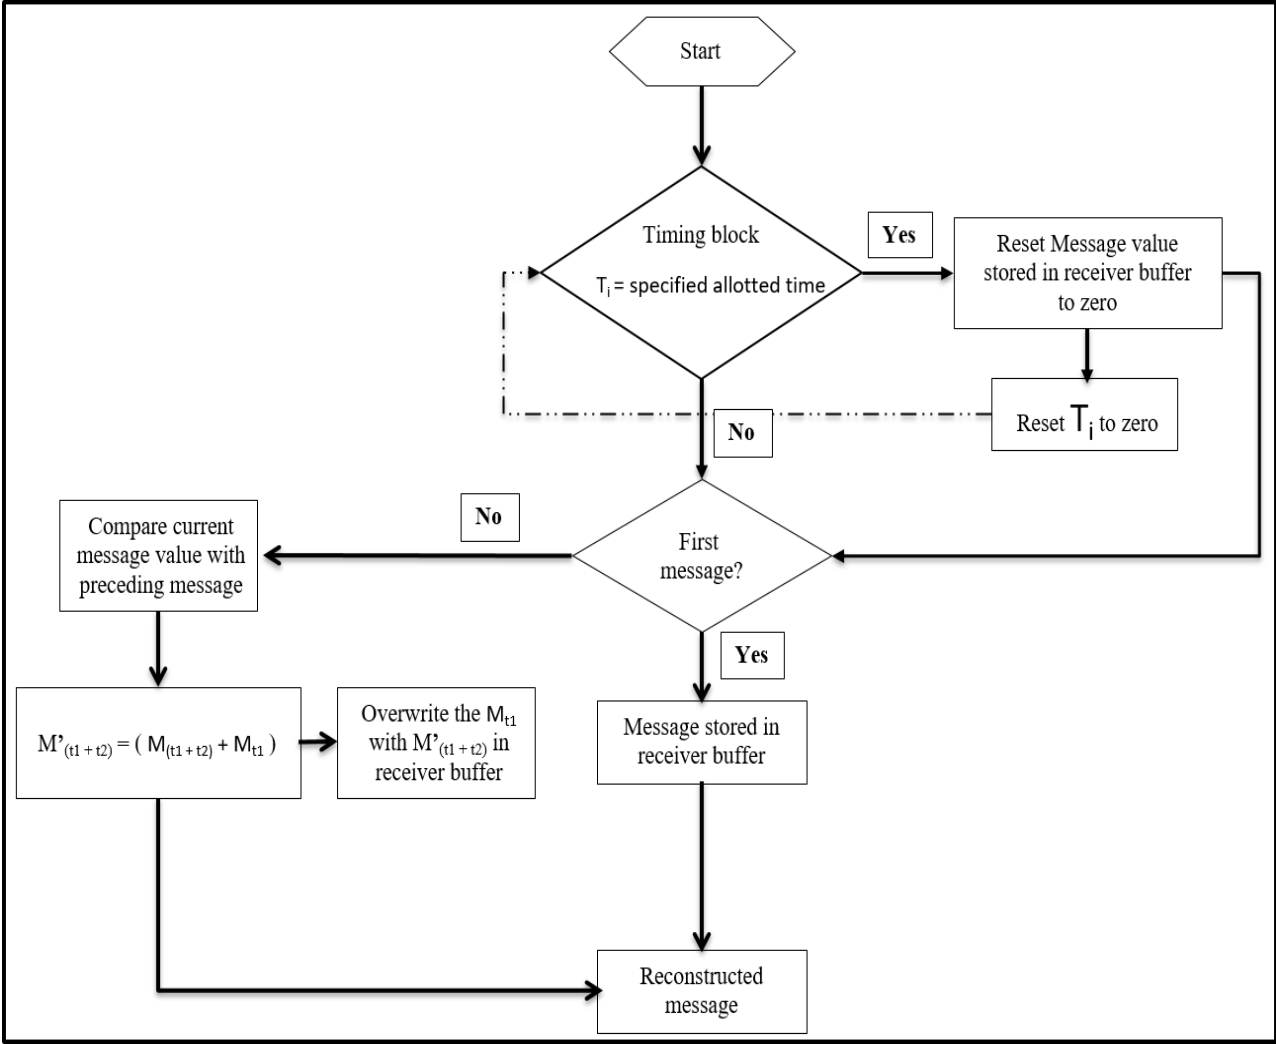 Start
Timing block
Tᵢ = specified allotted time
Yes
Reset Message value
stored in receiver buffer
to zero
Reset Tᵢ to zero
No
First
message?
No
Compare current
message value with
preceding message
Yes
M’(t1 + t2) = ( M(t1 + t2) + Mt1 )
Overwrite the Mt1
with M’(t1 + t2) in
receiver buffer
Message stored in
receiver buffer
Reconstructed
message